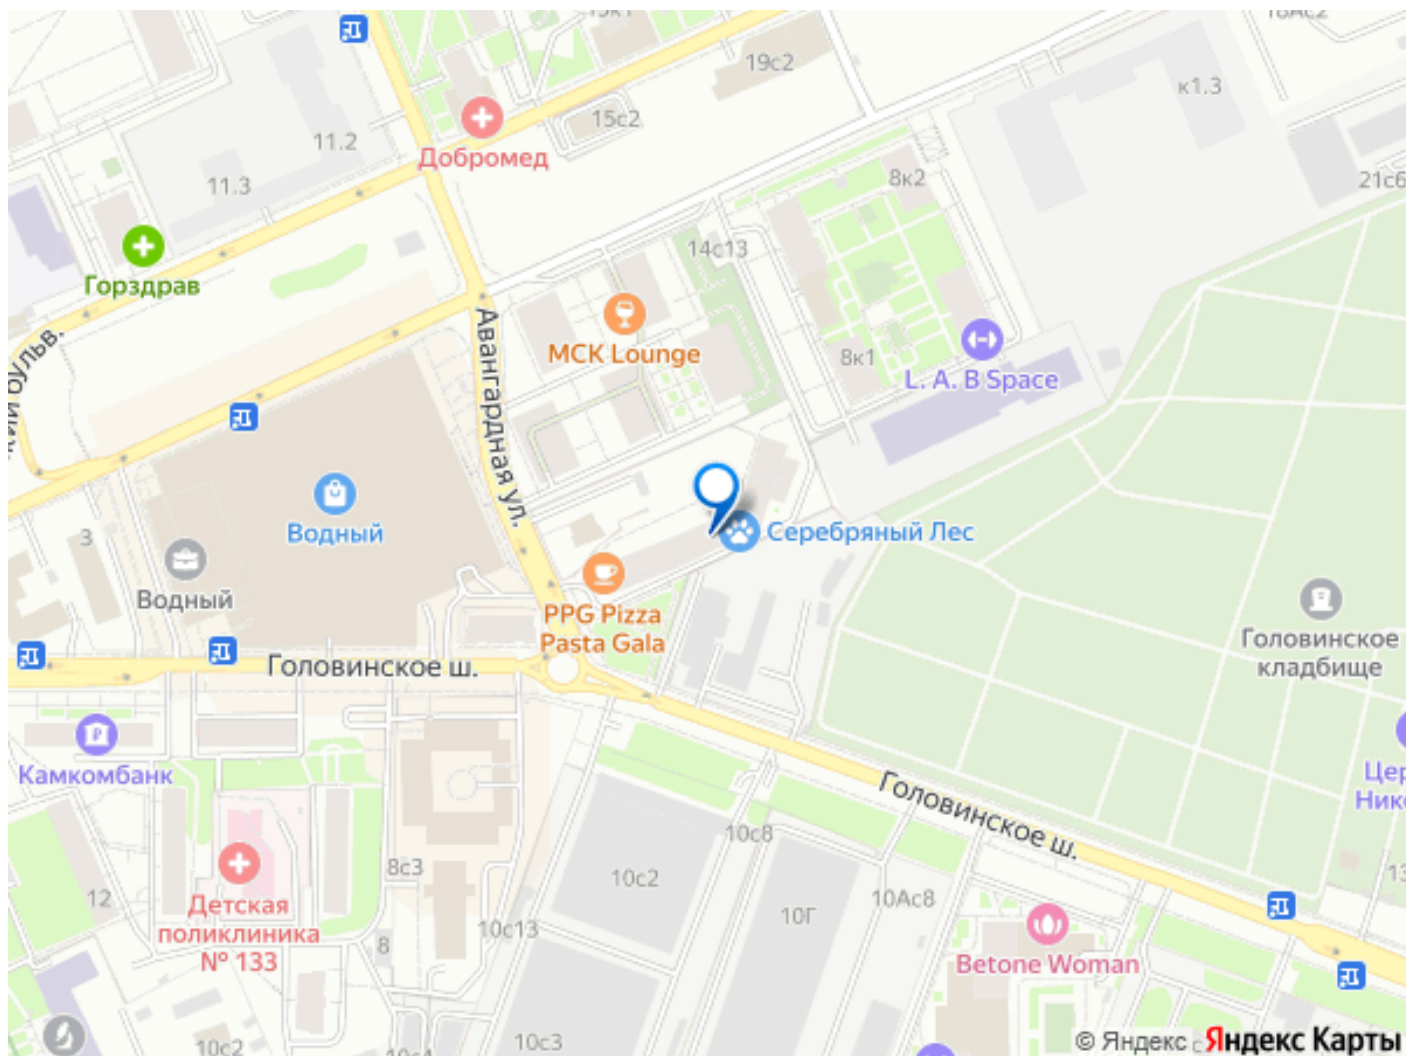 18Ас2
19с2
к1.3
15с2
11.2
Добромед
11.3
8к2
21с6
14с13
Горздрав
Авангардная ул.
МСК Lounge
8к1
L. A. B Space
Водный
3
Серебряный Лес
Водный
PPG Pizza
Pasta Gala
Головинское
кладбище
Головинское ш.
Камкомбанк
Головинское ш.
10с8
8с3
10с2
12
10Ас8
10Г
Детская
поликлиника
№ 133
10с13
8
Betone Woman
10с2
10с3
© Яндекс
Яндекс Карты